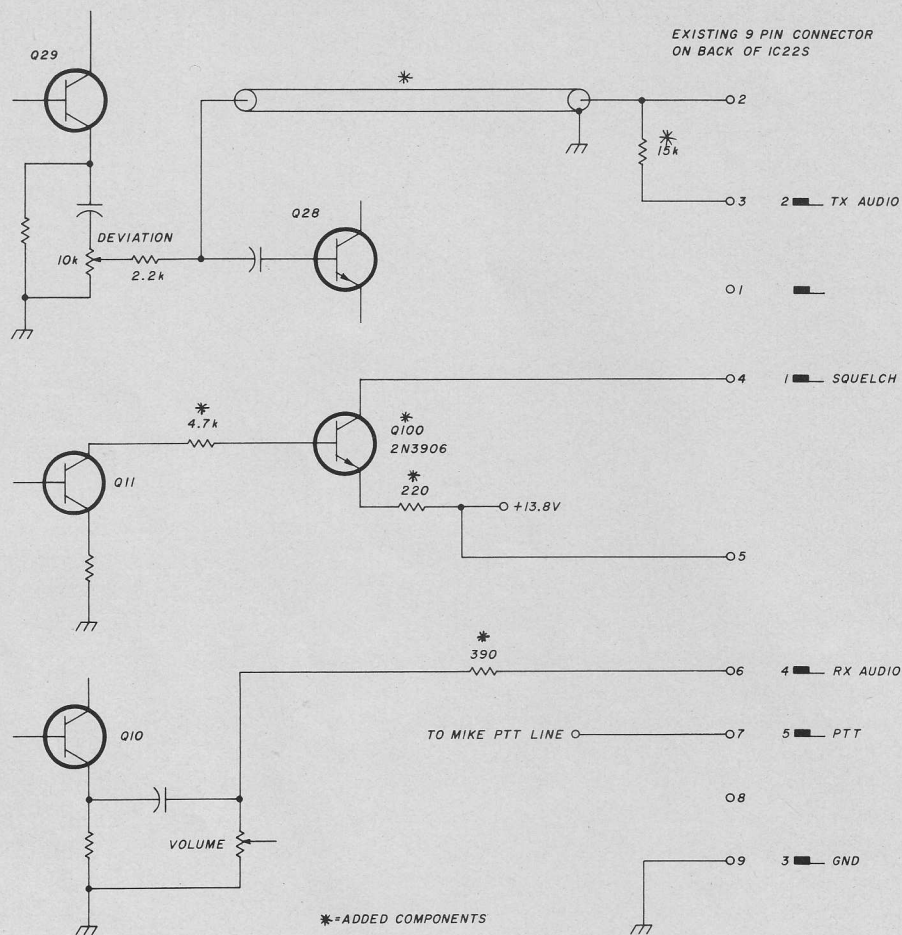 EXISTING 9 PIN CONNECTOR
ON BACK OF IC22S
Q29
*
2
*
15k
3
2 TX AUDIO
DEVIATION
10k
2.2k
Q28
1
4
1 SQUELCH
*
4.7k
Q11
*
Q100
2N3906
*
220
+13.8V
5
*
390
6
4 RX AUDIO
Q10
TO MIKE PTT LINE
7
5 PTT
8
VOLUME
9
3 GND
*=ADDED COMPONENTS